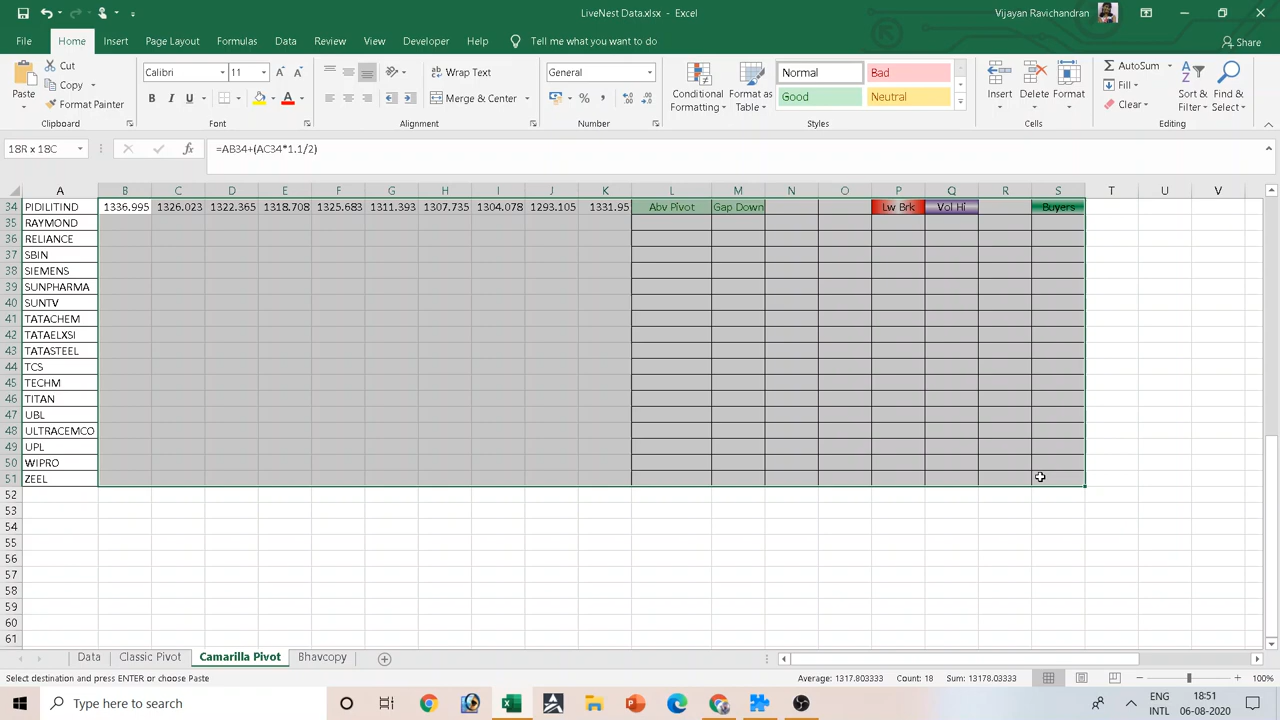 LiveNest Data.xlsx - Excel
Vijayan Ravichandran
File Home Insert Page Layout Formulas Data Review View Developer Help Tell me what you want to do Share
Paste
Cut
Copy
Format Painter
Clipboard
Calibri 11
B I U
Font
Wrap Text
Merge & Center
Alignment
General
Number
Conditional Formatting
Format as Table
Normal Bad
Good Neutral
Styles
Insert Delete Format
Cells
AutoSum
Fill
Clear
Sort & Filter
Find & Select
Editing
18R x 18C fx =AB34+(AC34*1.1/2)
A B C D E F G H I J K L M N O P Q R S T U V
34 PIDILITIND 1336.995 1326.023 1322.365 1318.708 1325.683 1311.393 1307.735 1304.078 1293.105 1331.95 Abv Pivot Gap Down Lw Brk Vol Hi Buyers
35 RAYMOND
36 RELIANCE
37 SBIN
38 SIEMENS
39 SUNPHARMA
40 SUNTV
41 TATACHEM
42 TATAELXSI
43 TATASTEEL
44 TCS
45 TECHM
46 TITAN
47 UBL
48 ULTRACEMCO
49 UPL
50 WIPRO
51 ZEEL
52
53
54
55
56
57
58
59
60
61
Data Classic Pivot Camarilla Pivot Bhavcopy
Select destination and press ENTER or choose Paste Average: 1317.803333 Count: 18 Sum: 13178.03333 100%
Type here to search
ENG 18:51
INTL 06-08-2020